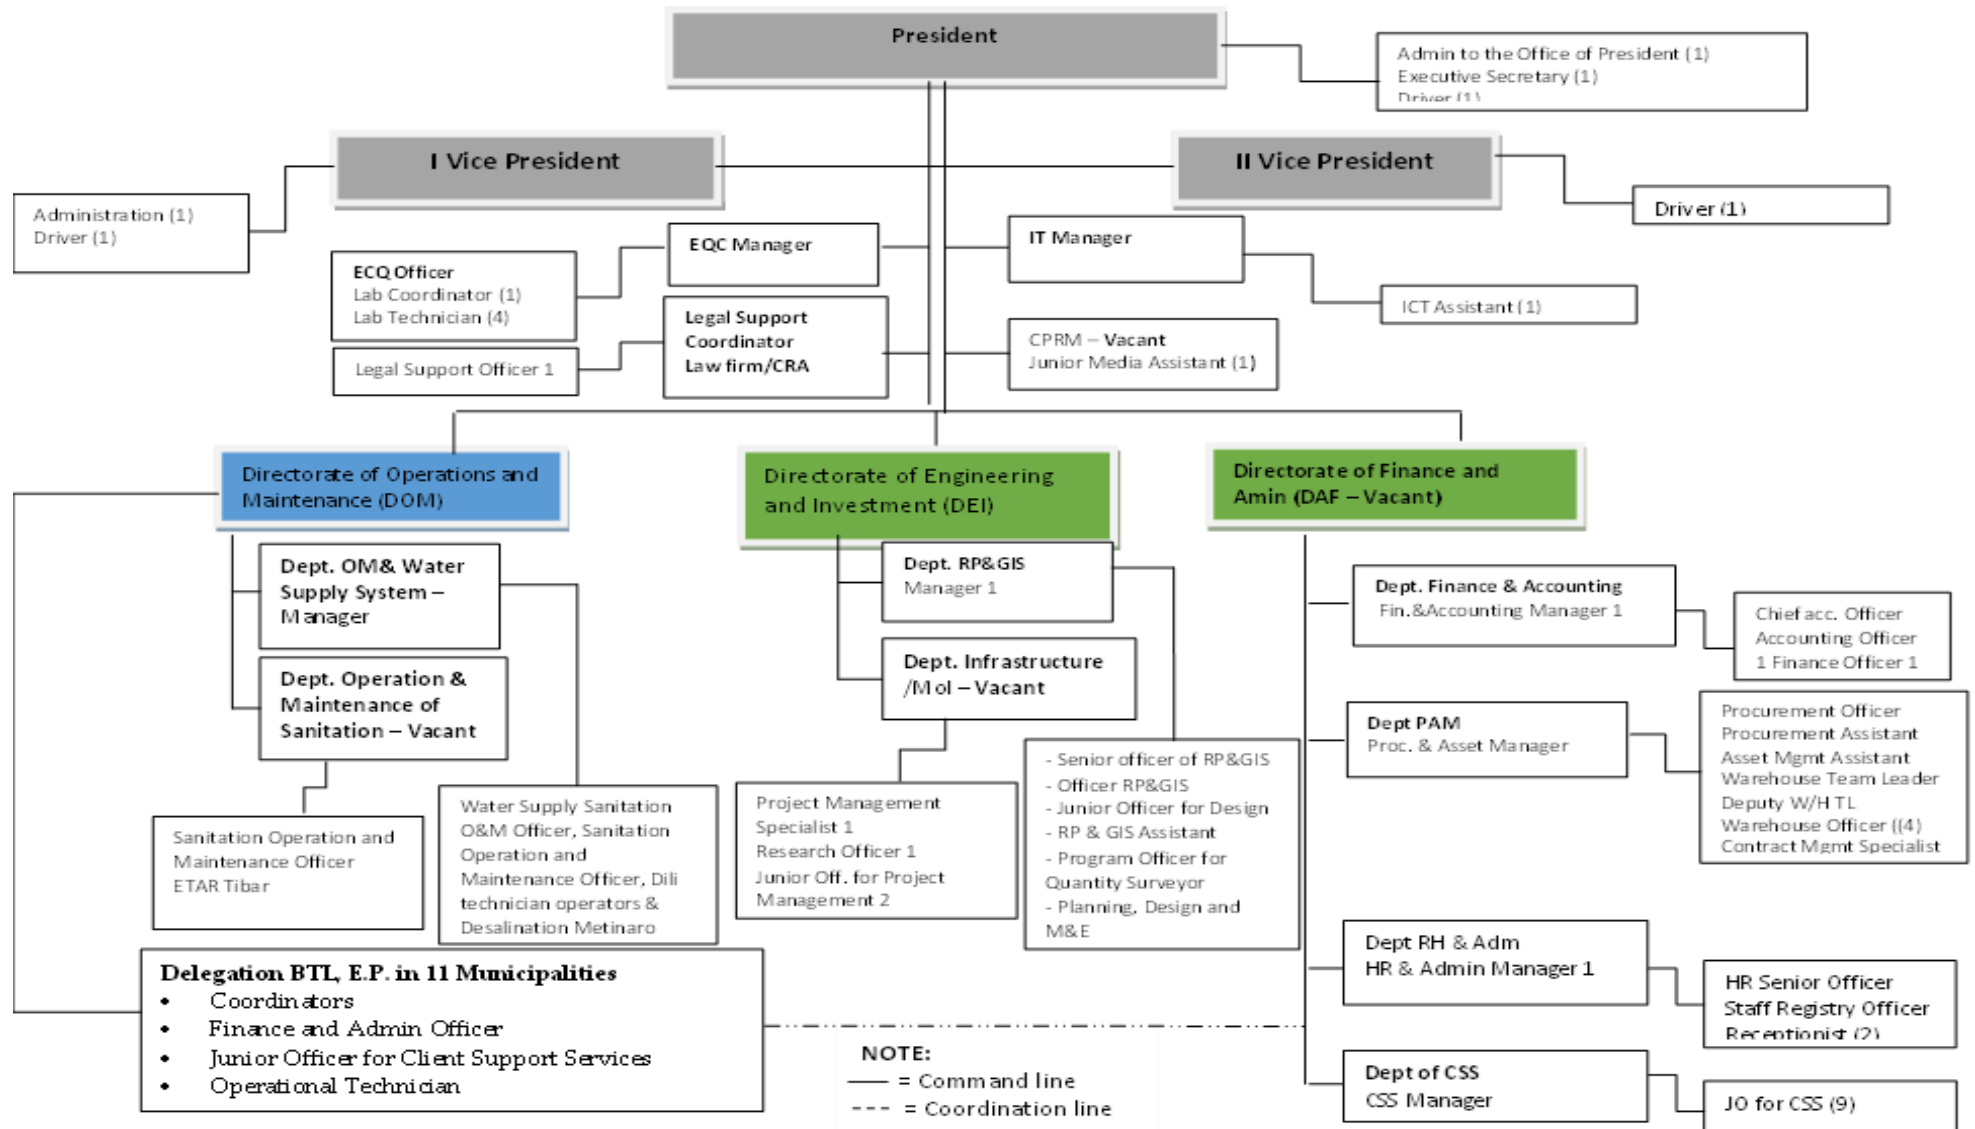 President
Admin to the Office of President (1)
Executive Secretary (1)
Driver (1)
I Vice President
II Vice President
Administration (1)
Driver (1)
Driver (1)
EQC Manager
IT Manager
ECQ Officer
Lab Coordinator (1)
Lab Technician (4)
ICT Assistant (1)
Legal Support
Coordinator
Law firm/CRA
CPRM – Vacant
Junior Media Assistant (1)
Legal Support Officer 1
Directorate of Operations and
Maintenance (DOM)
Directorate of Engineering
and Investment (DEI)
Directorate of Finance and
Amin (DAF – Vacant)
Dept. OM& Water
Supply System –
Manager
Dept. Operation &
Maintenance of
Sanitation – Vacant
Dept. RP&GIS
Manager 1
Dept. Infrastructure
/Mol – Vacant
Dept. Finance & Accounting
Fin.&Accounting Manager 1
Chief acc. Officer
Accounting Officer
1 Finance Officer 1
Dept PAM
Proc. & Asset Manager
Procurement Officer
Procurement Assistant
Asset Mgmt Assistant
Warehouse Team Leader
Deputy W/H TL
Warehouse Officer ((4)
Contract Mgmt Specialist
Sanitation Operation and
Maintenance Officer
ETAR Tibar
Water Supply Sanitation
O&M Officer, Sanitation
Operation and
Maintenance Officer, Dili
technician operators &
Desalination Metinaro
Project Management
Specialist 1
Research Officer 1
Junior Off. for Project
Management 2
- Senior officer of RP&GIS
- Officer RP&GIS
- Junior Officer for Design
- RP & GIS Assistant
- Program Officer for
Quantity Surveyor
- Planning, Design and
M&E
Dept RH & Adm
HR & Admin Manager 1
HR Senior Officer
Staff Registry Officer
Receptionist (2)
Dept of CSS
CSS Manager
JO for CSS (9)
Delegation BTL, E.P. in 11 Municipalities
• Coordinators
• Finance and Admin Officer
• Junior Officer for Client Support Services
• Operational Technician
NOTE:
—— = Command line
--- = Coordination line